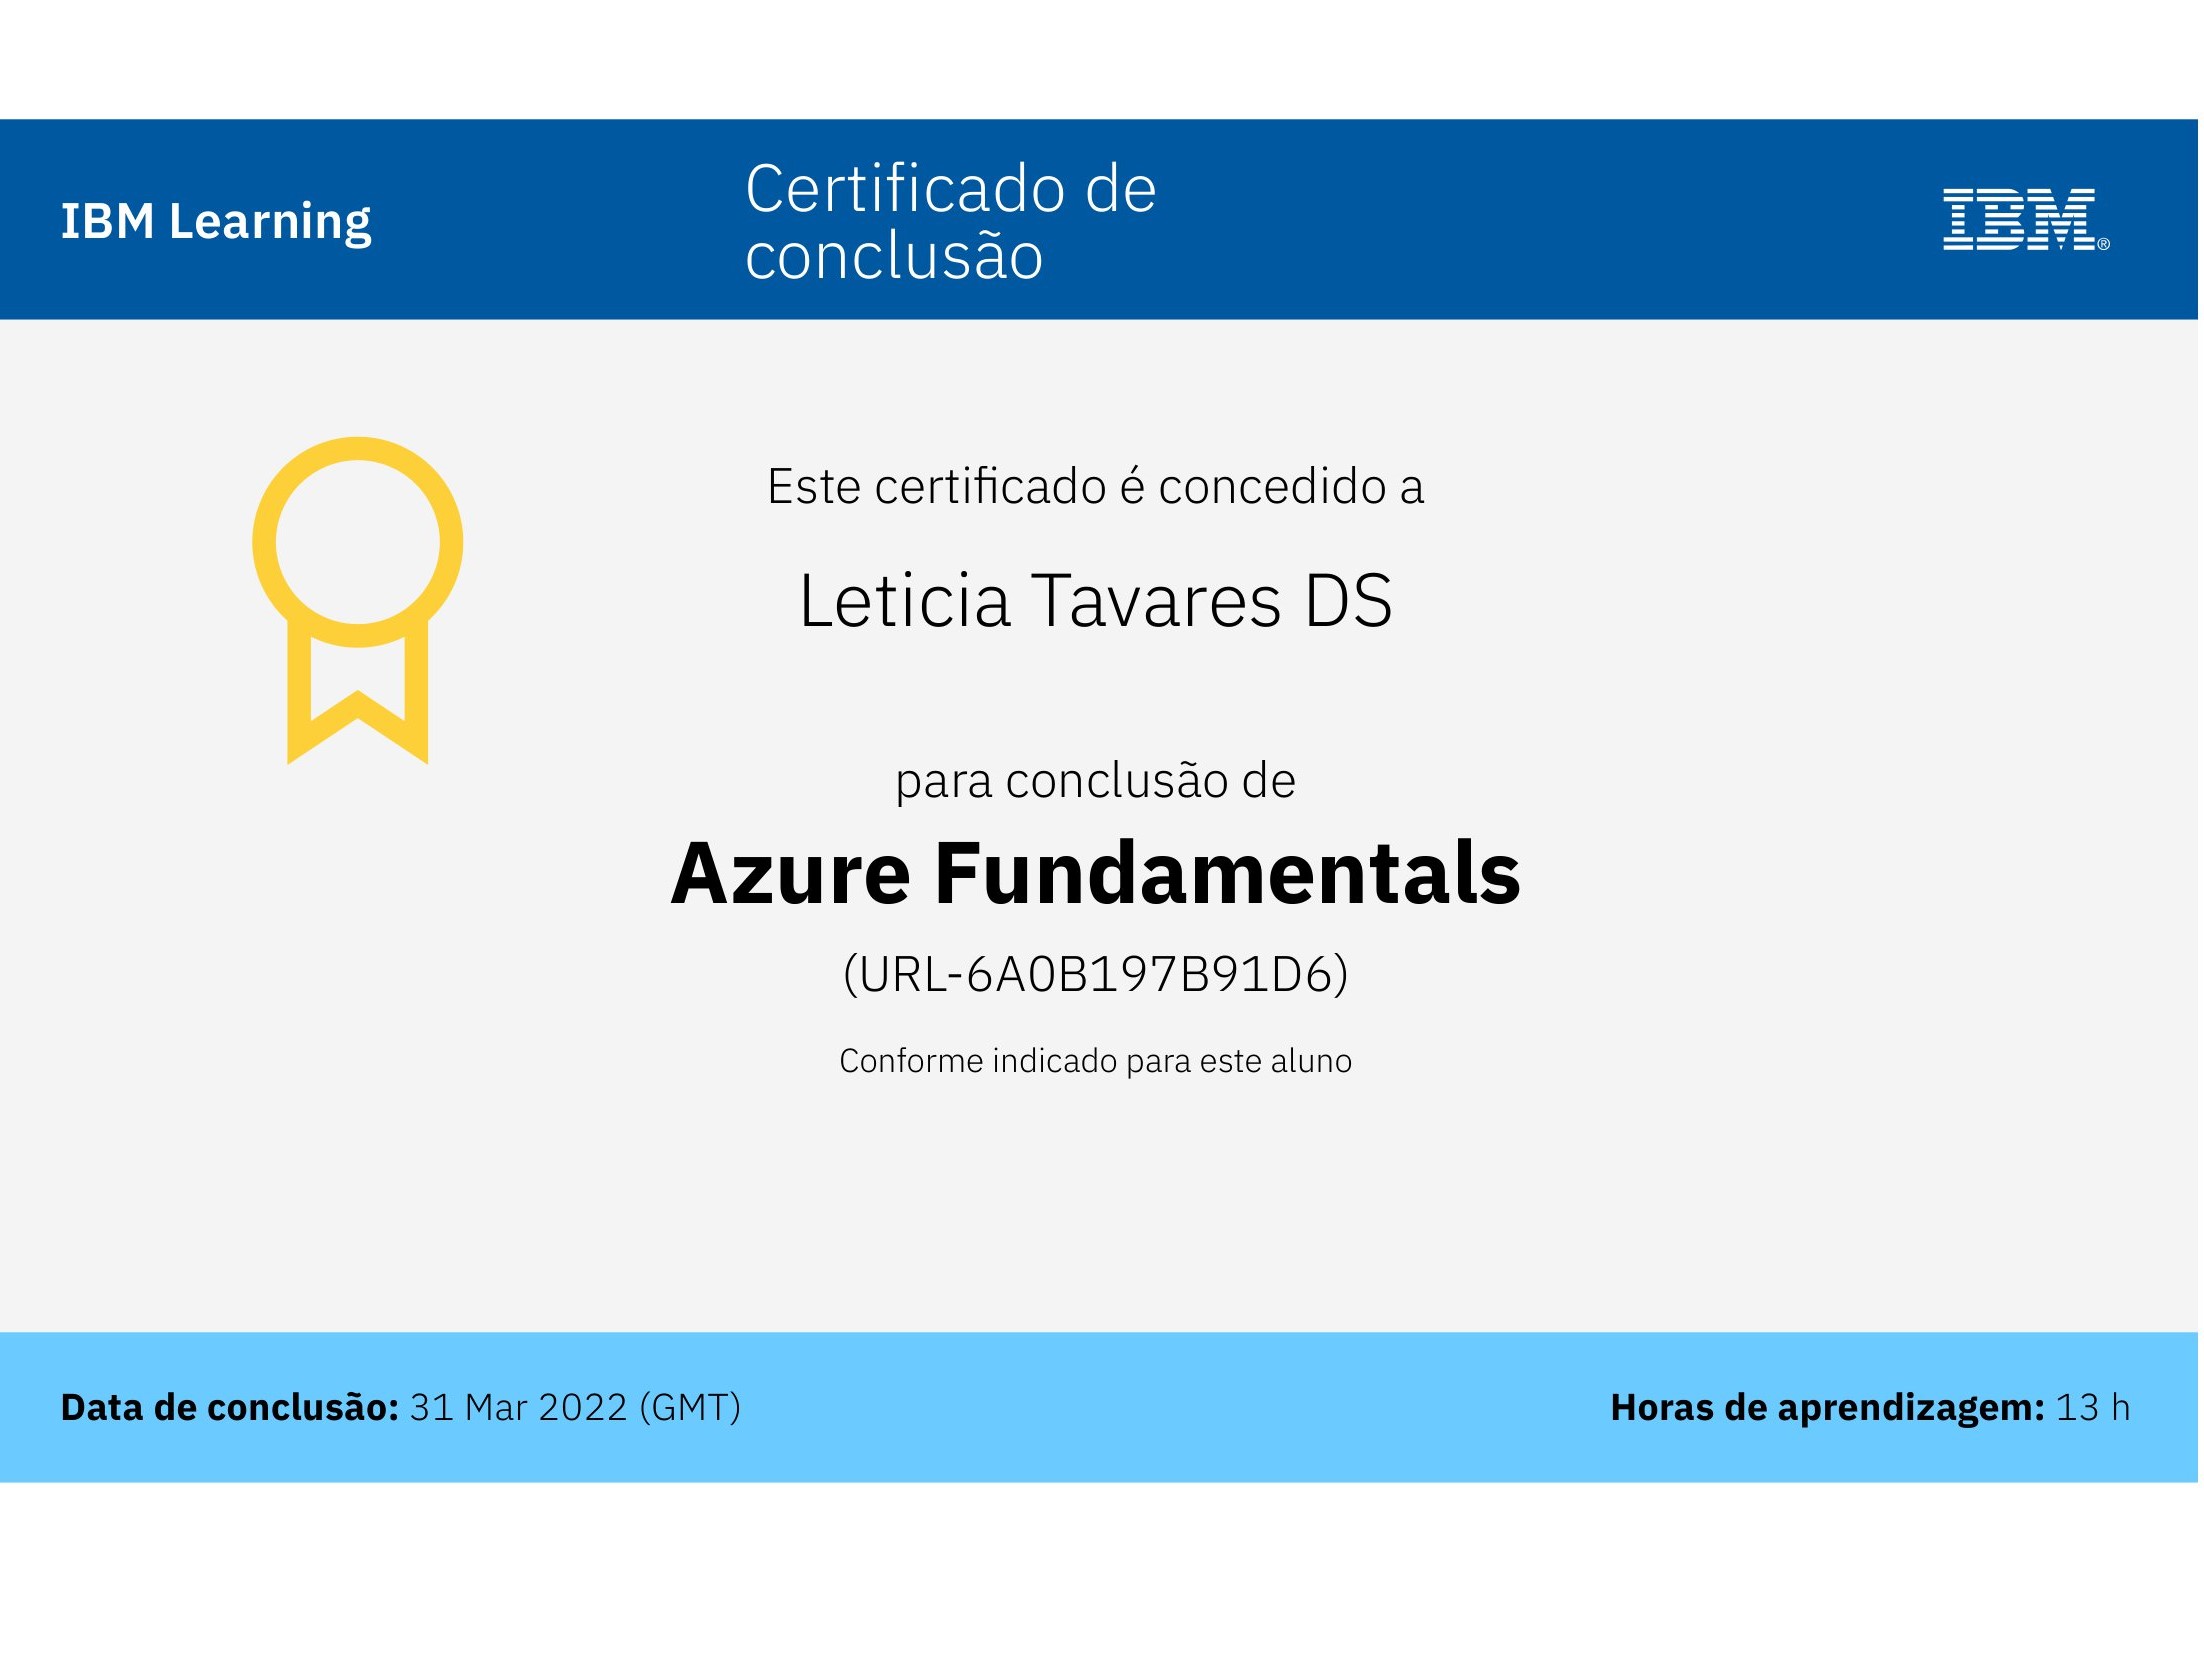 IBM Learning
Certificado de
conclusão
IBM®
Este certificado é concedido a
Leticia Tavares DS
para conclusão de
Azure Fundamentals
(URL-6A0B197B91D6)
Conforme indicado para este aluno
Data de conclusão: 31 Mar 2022 (GMT)
Horas de aprendizagem: 13 h